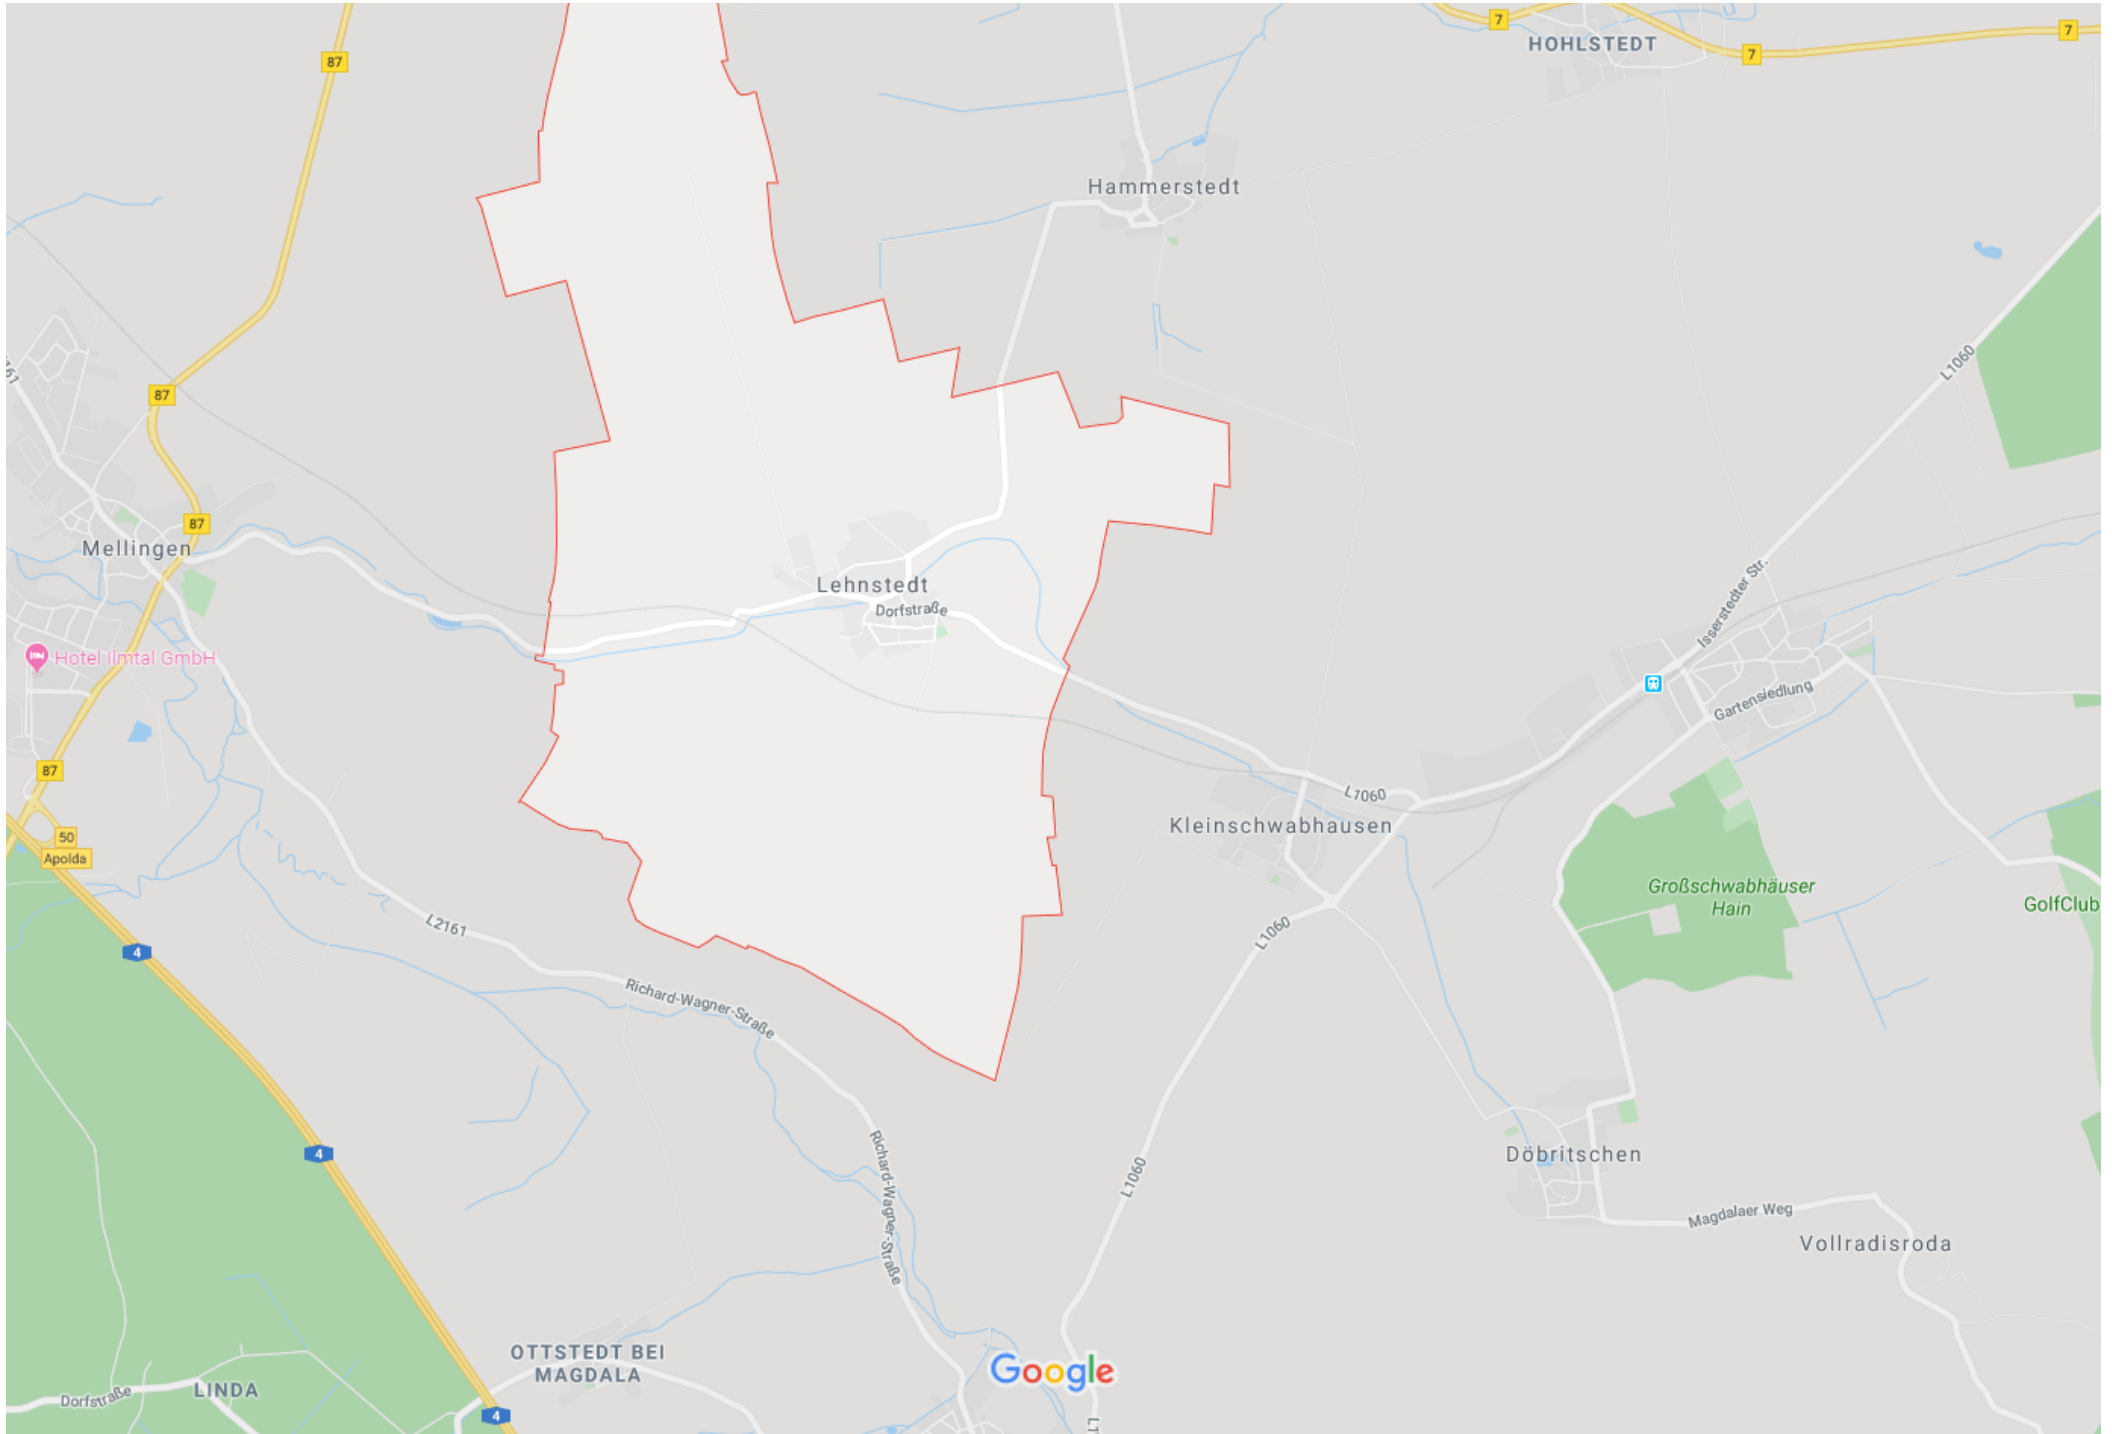 7
7
7
HOHLSTEDT
87
Hammerstedt
L1060
87
87
Mellingen
Lehnstedt
Dorfstraße
Isserstedter Str.
Hotel Ilmtal GmbH
Gartensiedlung
87
L1060
Kleinschwabhausen
50
Apolda
Großschwabhäuser
Hain
GolfClub
L2161
L1060
4
Richard-Wagner-Straße
4
Richard-Wagner-Straße
L1060
Döbritschen
Magdalaer Weg
Vollradisroda
OTTSTEDT BEI
MAGDALA
Google
LINDA
Dorfstraße
4